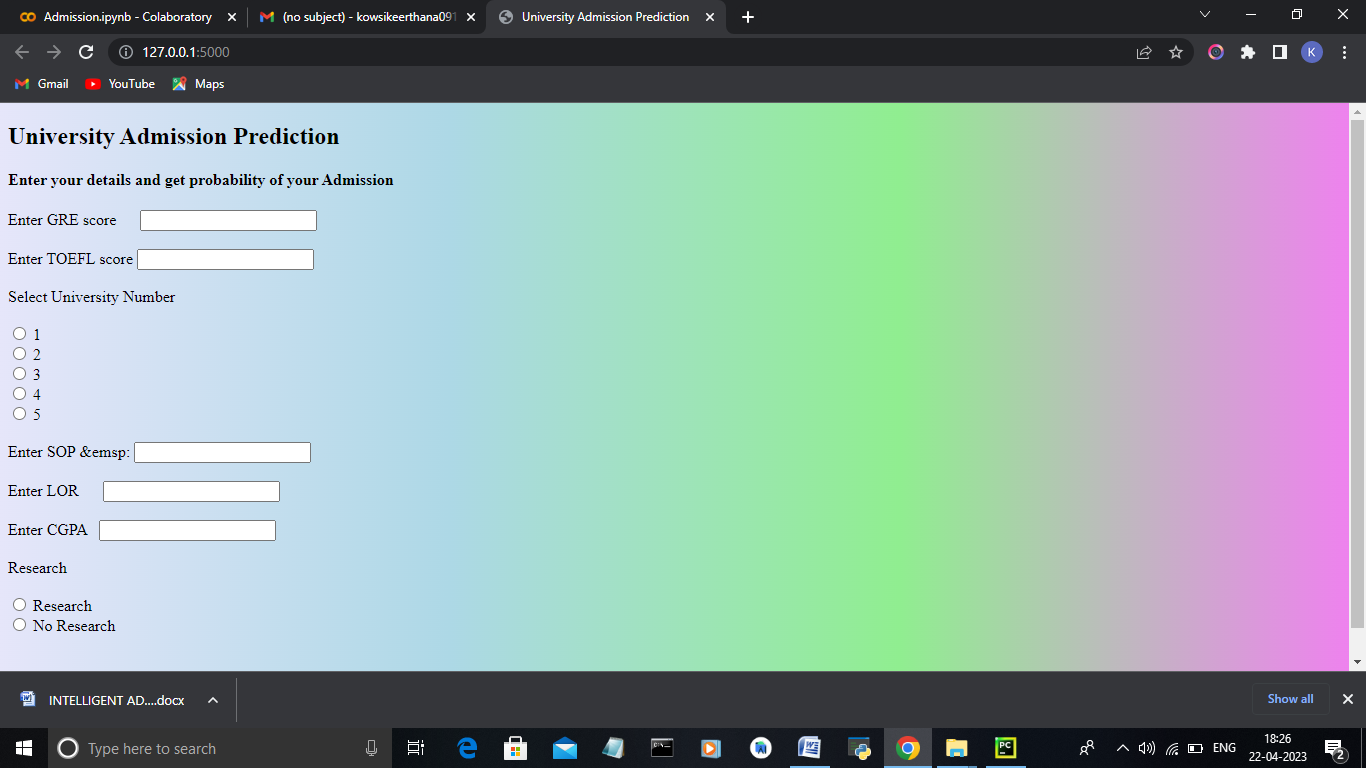 Admission.ipynb - Colaboratory
(no subject) - kowsikeerthana091
University Admission Prediction
127.0.0.1:5000
K
Gmail
YouTube
Maps
University Admission Prediction
Enter your details and get probability of your Admission
Enter GRE score
Enter TOEFL score
Select University Number
1
2
3
4
5
Enter SOP &emsp:
Enter LOR
Enter CGPA
Research
Research
No Research
INTELLIGENT AD....docx
Show all
Type here to search
PC
ENG
18:26
22-04-2023
2